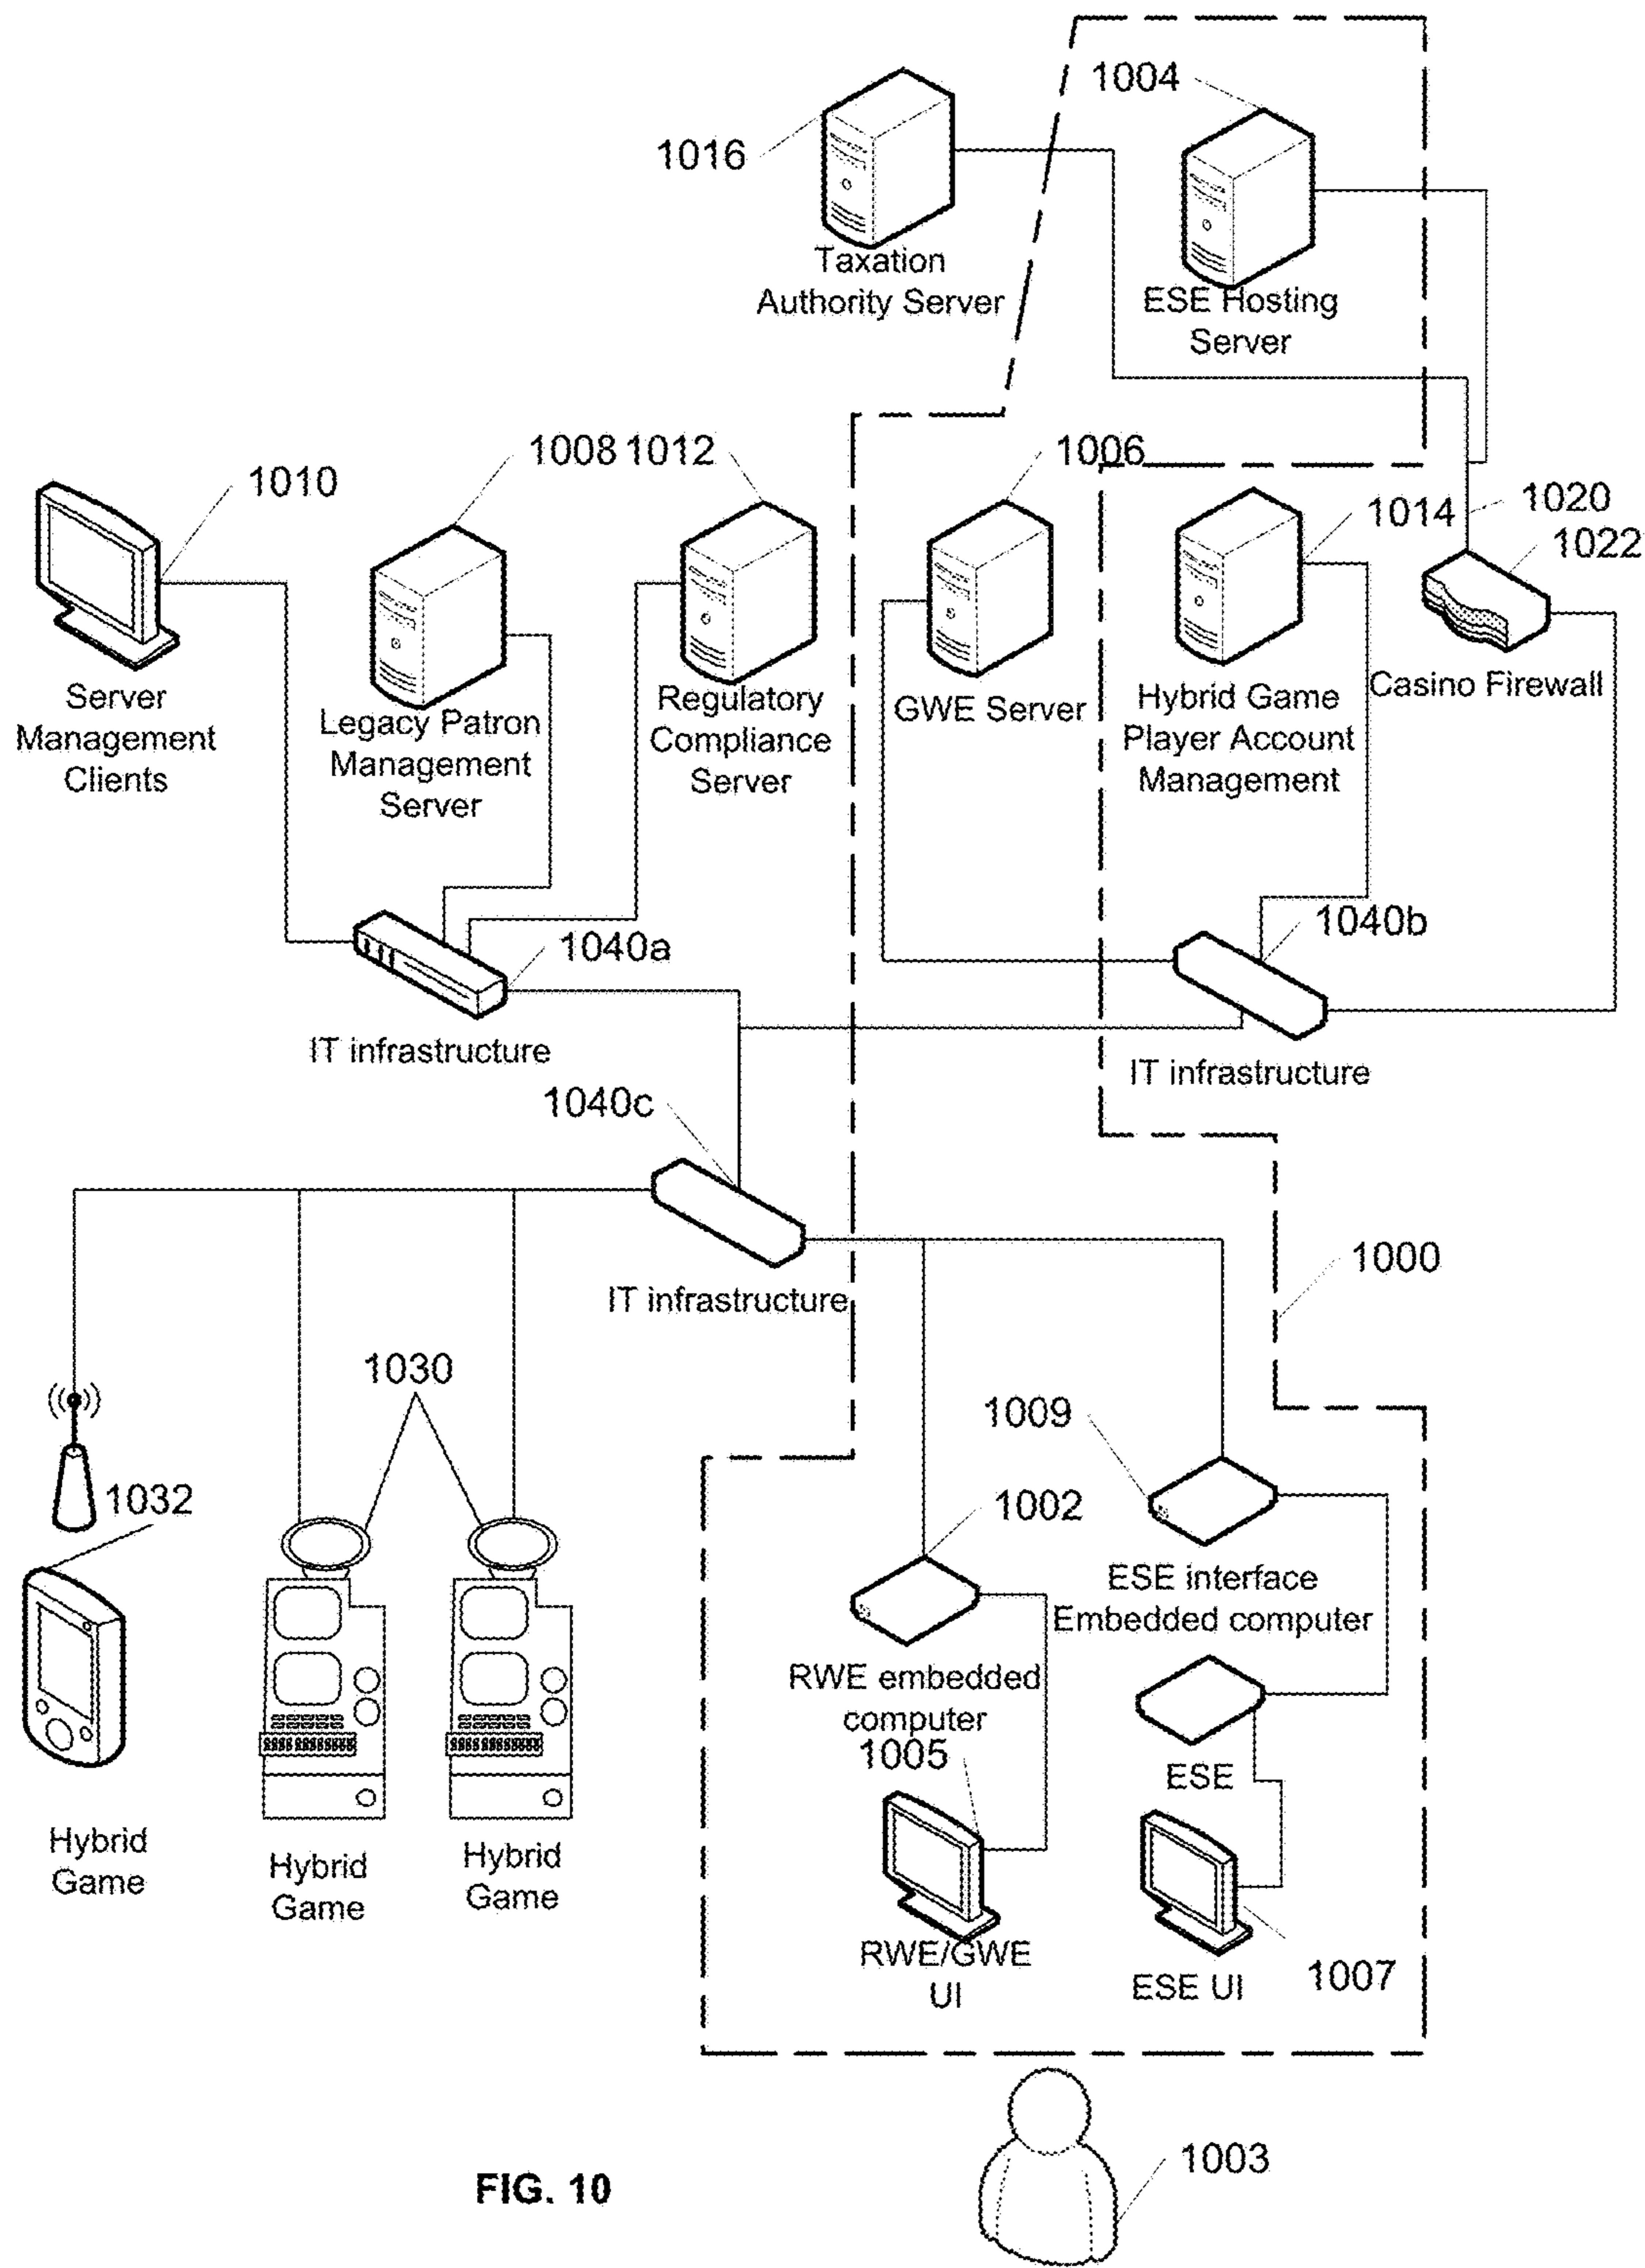 1004
1016
Taxation
Authority Server
ESE Hosting
Server
1008
1012
1006
1010
1014
1020
1022
Server
Management
Clients
Legacy Patron
Management
Server
Regulatory
Compliance
Server
GWE Server
Hybrid Game
Player Account
Management
Casino Firewall
1040a
1040b
IT infrastructure
IT infrastructure
1040c
1000
IT infrastructure
1030
1009
1032
1002
ESE interface
Embedded computer
RWE embedded
computer
1005
ESE
Hybrid
Game
Hybrid
Game
Hybrid
Game
RWE/GWE
UI
ESE UI
1007
1003
FIG. 10